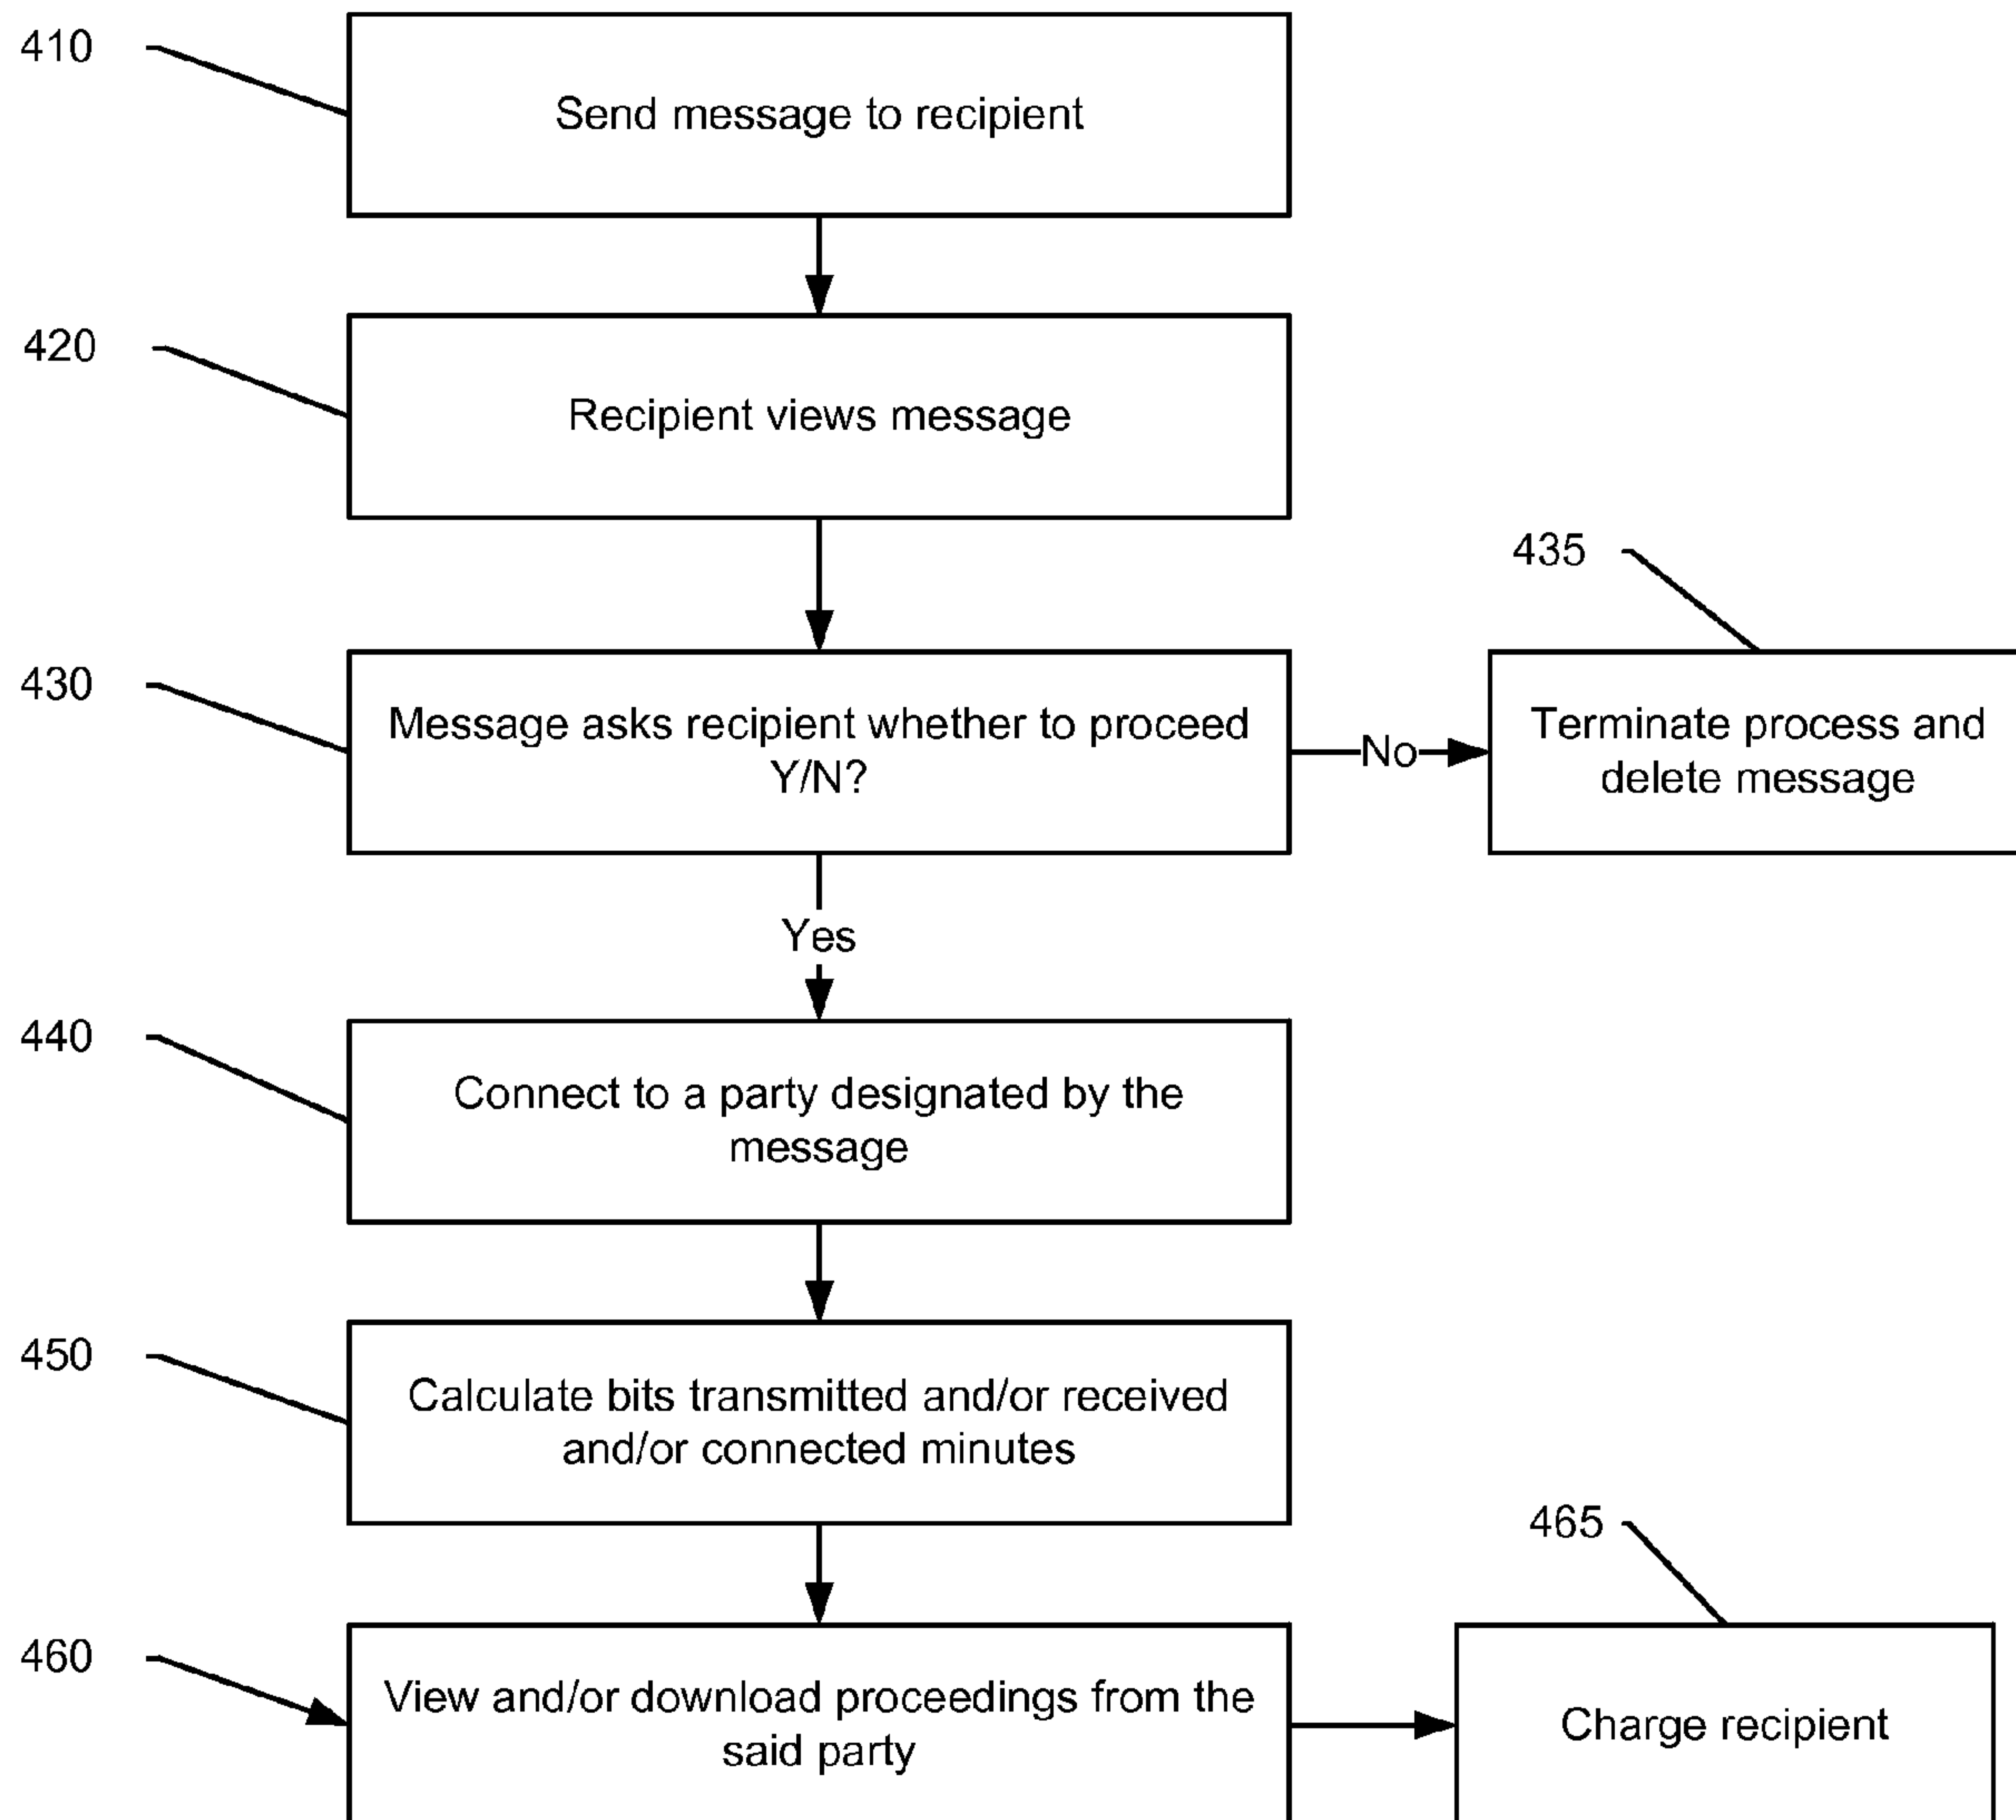 410
Send message to recipient
420
Recipient views message
435
430
Message asks recipient whether to proceed
Y/N?
No
Terminate process and
delete message
Yes
440
Connect to a party designated by the
message
450
Calculate bits transmitted and/or received
and/or connected minutes
465
460
View and/or download proceedings from the
said party
Charge recipient